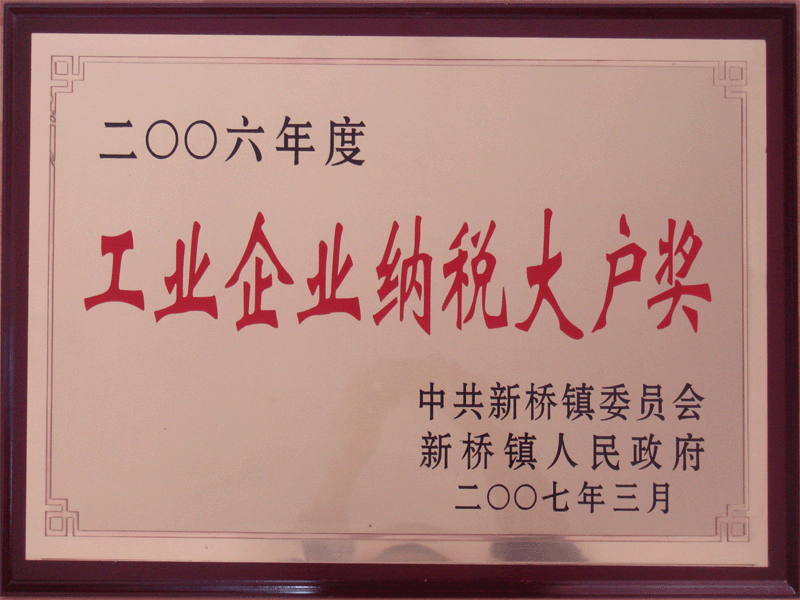 二〇〇六年度
工业企业纳税大户奖
中共新桥镇委员会
新桥镇人民政府
二〇〇七年三月